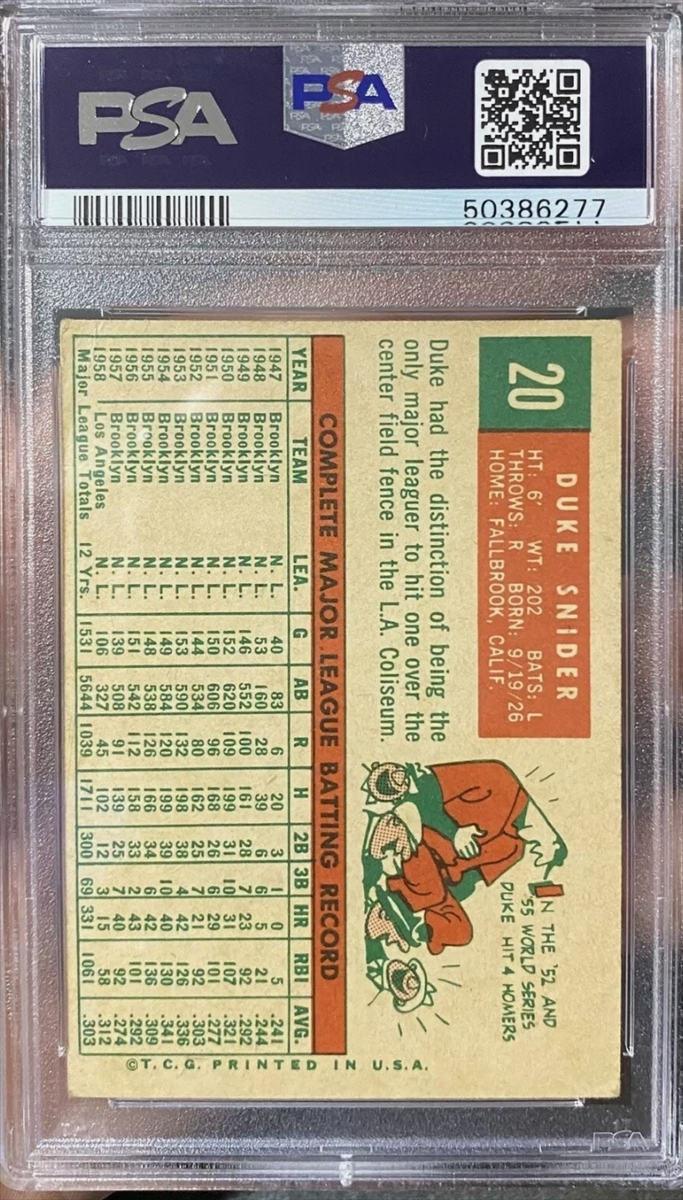 PSA
PSA
50386277
20
DUKE SNIDER
HT: 6' WT: 202 BATS: L
THROWS: R BORN: 9/19/26
HOME: FALLBROOK, CALIF.
Duke had the distinction of being the
only major leaguer to hit one over the
center field fence in the L.A. Coliseum.
IN THE '52 AND
'55 WORLD SERIES
DUKE HIT 4 HOMERS
COMPLETE MAJOR LEAGUE BATTING RECORD
YEAR TEAM LEA. G AB R H 2B 3B HR RBI AVG.
1947 Brooklyn N. L. 40 83 6 20 3 1 0 5 .241
1948 Brooklyn N. L. 53 160 28 39 6 6 5 21 .244
1949 Brooklyn N. L. 146 552 100 161 28 7 23 92 .292
1950 Brooklyn N. L. 152 620 109 199 31 10 31 107 .321
1951 Brooklyn N. L. 150 606 96 168 26 6 29 101 .277
1952 Brooklyn N. L. 144 534 80 162 25 7 21 92 .303
1953 Brooklyn N. L. 153 590 132 198 38 4 42 126 .336
1954 Brooklyn N. L. 149 584 120 199 39 10 40 130 .341
1955 Brooklyn N. L. 148 538 126 166 34 6 42 136 .309
1956 Brooklyn N. L. 151 542 112 158 33 2 43 101 .292
1957 Brooklyn N. L. 139 508 91 139 25 7 40 92 .274
1958 Los Angeles N. L. 106 327 45 102 12 3 15 58 .312
Major League Totals 12 Yrs. 1531 5644 1039 1711 300 69 331 1061 .303
©T.C.G. PRINTED IN U.S.A.
PSA